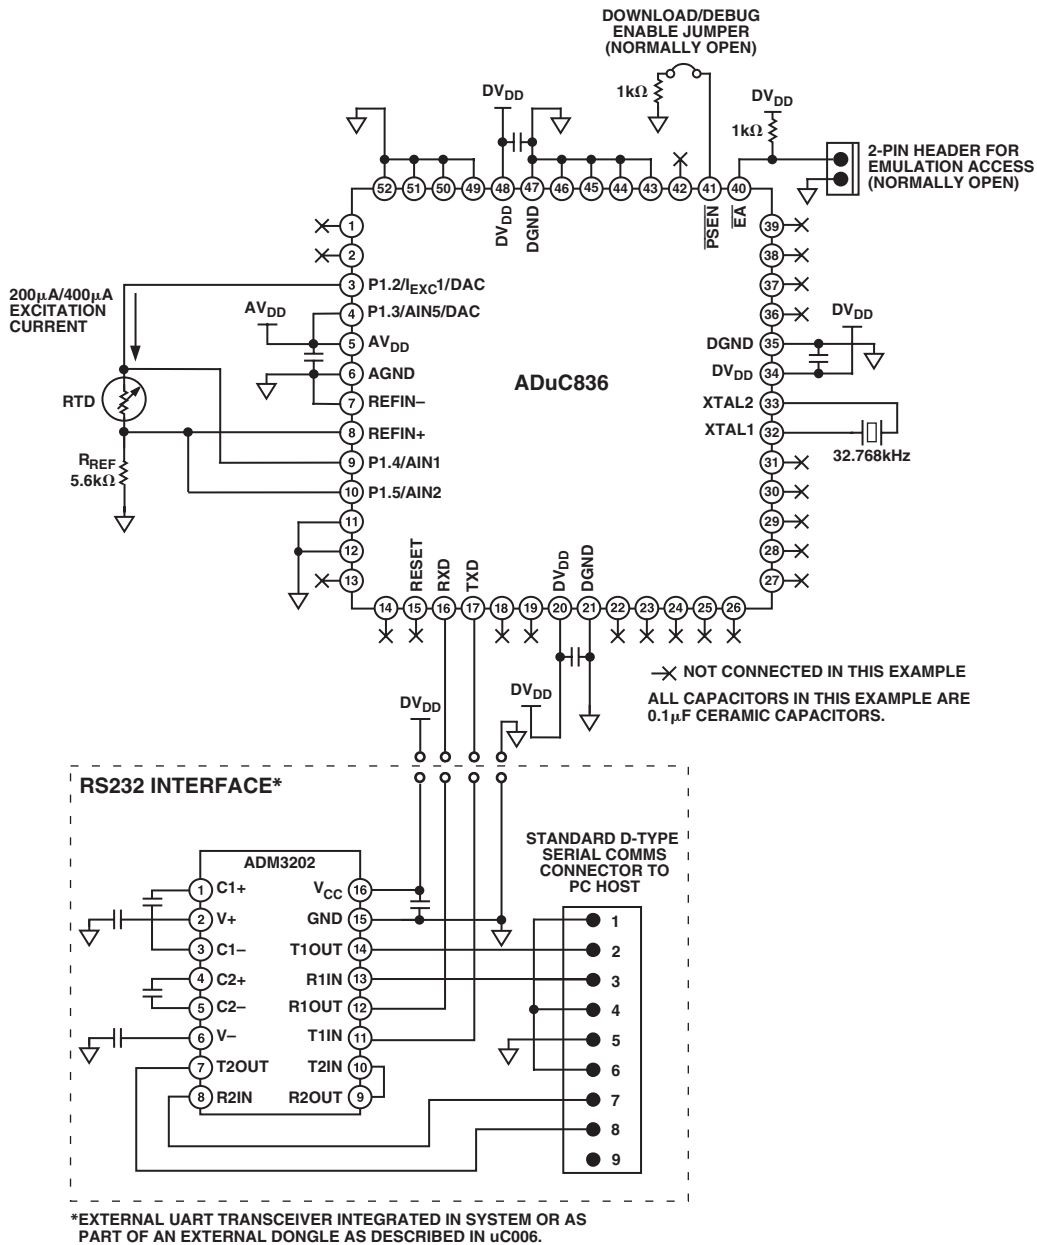 DOWNLOAD/DEBUG
ENABLE JUMPER
(NORMALLY OPEN)
DVDD
1kΩ
DVDD
1kΩ
2-PIN HEADER FOR
EMULATION ACCESS
(NORMALLY OPEN)
52 51 50 49 48 47 46 45 44 43 42 41 40
DVDD
DGND
PSEN
EA
200μA/400μA
EXCITATION
CURRENT
RTD
RREF
5.6kΩ
AVDD
1
2
3 P1.2/IEXC1/DAC
4 P1.3/AIN5/DAC
5 AVDD
6 AGND
7 REFIN–
8 REFIN+
9 P1.4/AIN1
10 P1.5/AIN2
11
12
13
ADuC836
39
38
37
36
DGND 35
DVDD 34
XTAL2 33
XTAL1 32
31
30
29
28
27
DVDD
32.768kHz
RESET
RXD
TXD
DVDD
DGND
14 15 16 17 18 19 20 21 22 23 24 25 26
NOT CONNECTED IN THIS EXAMPLE
ALL CAPACITORS IN THIS EXAMPLE ARE
0.1μF CERAMIC CAPACITORS.
DVDD
DVDD
RS232 INTERFACE*
ADM3202
1 C1+
2 V+
3 C1–
4 C2+
5 C2–
6 V–
7 T2OUT
8 R2IN
VCC 16
GND 15
T1OUT 14
R1IN 13
R1OUT 12
T1IN 11
T2IN 10
R2OUT 9
STANDARD D-TYPE
SERIAL COMMS
CONNECTOR TO
PC HOST
1
2
3
4
5
6
7
8
9
*EXTERNAL UART TRANSCEIVER INTEGRATED IN SYSTEM OR AS
PART OF AN EXTERNAL DONGLE AS DESCRIBED IN uC006.